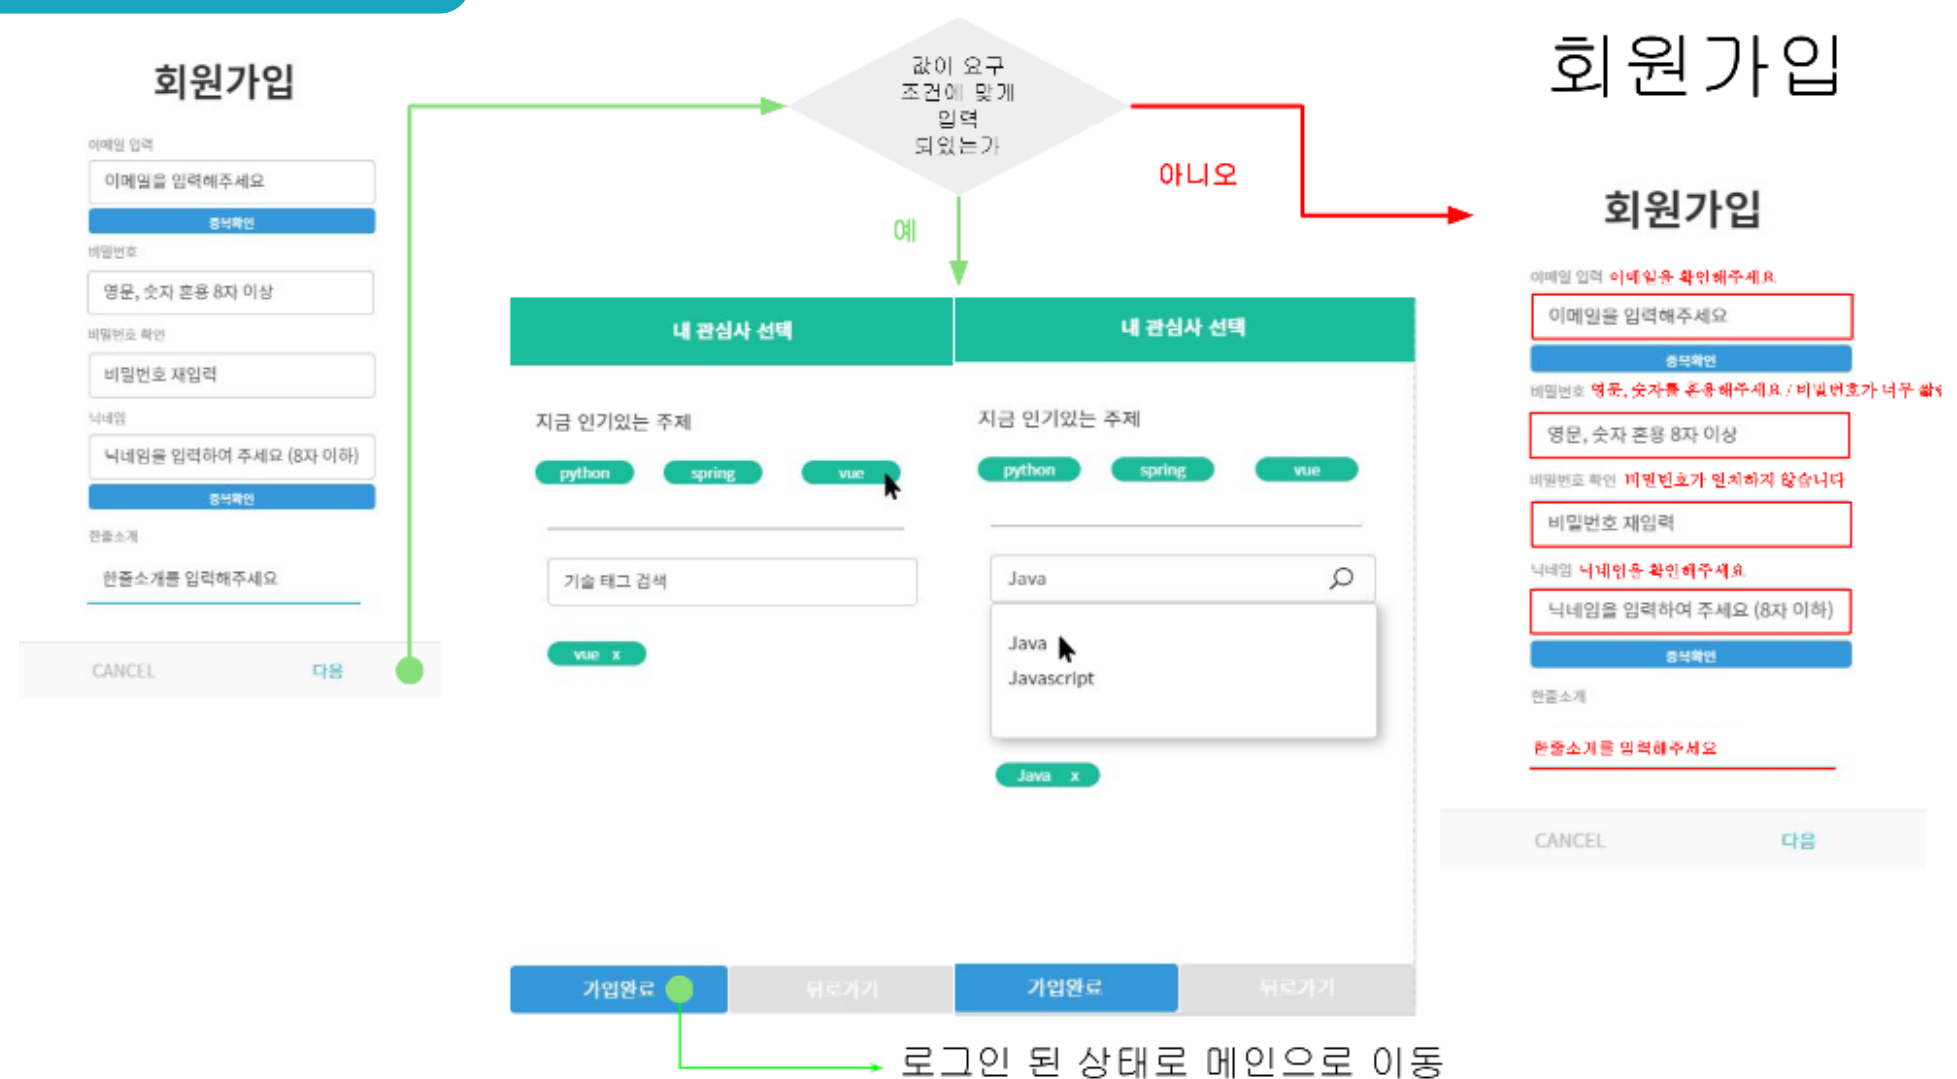 회원가입
회원가입
이메일 입력
이메일을 입력해주세요
중복확인
비밀번호
영문, 숫자 혼용 8자 이상
비밀번호 확인
비밀번호 재입력
닉네임
닉네임을 입력하여 주세요 (8자 이하)
중복확인
한줄소개
한줄소개를 입력해주세요
CANCEL
다음
값이 요구
조건에 맞게
입력
되있는가
예
아니오
내 관심사 선택
지금 인기있는 주제
python spring vue
기술 태그 검색
vue x
가입완료
뒤로가기
내 관심사 선택
지금 인기있는 주제
python spring vue
Java
Java
Javascript
Java x
가입완료
뒤로가기
로그인 된 상태로 메인으로 이동
회원가입
이메일 입력 이메일을 확인해주세요
이메일을 입력해주세요
중복확인
비밀번호 영문, 숫자를 혼용해주세요 / 비밀번호가 너무
영문, 숫자 혼용 8자 이상
비밀번호 확인 비밀번호가 일치하지 않습니다
비밀번호 재입력
닉네임 닉네임을 확인해주세요
닉네임을 입력하여 주세요 (8자 이하)
중복확인
한줄소개
한줄소개를 입력해주세요
CANCEL
다음